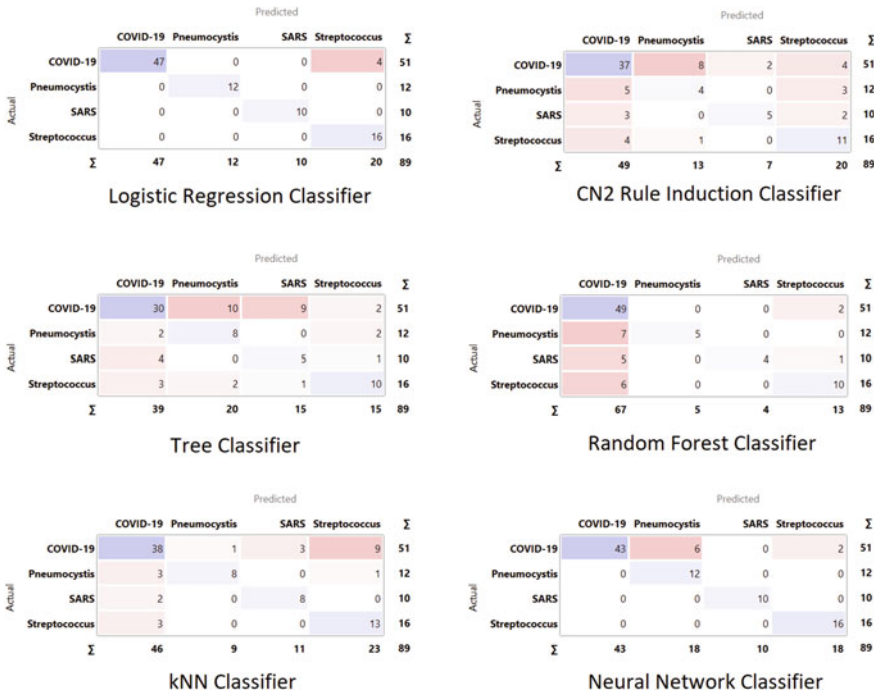 Predicted
COVID-19 Pneumocystis SARS Streptococcus Σ
COVID-19 47 0 0 4 51
Pneumocystis 0 12 0 0 12
SARS 0 0 10 0 10
Streptococcus 0 0 0 16 16
Σ 47 12 10 20 89
Actual
Logistic Regression Classifier
Predicted
COVID-19 Pneumocystis SARS Streptococcus Σ
COVID-19 37 8 2 4 51
Pneumocystis 5 4 0 3 12
SARS 3 0 5 2 10
Streptococcus 4 1 0 11 16
Σ 49 13 7 20 89
Actual
CN2 Rule Induction Classifier
Predicted
COVID-19 Pneumocystis SARS Streptococcus Σ
COVID-19 30 10 9 2 51
Pneumocystis 2 8 0 2 12
SARS 4 0 5 1 10
Streptococcus 3 2 1 10 16
Σ 39 20 15 15 89
Actual
Tree Classifier
Predicted
COVID-19 Pneumocystis SARS Streptococcus Σ
COVID-19 49 0 0 2 51
Pneumocystis 7 5 0 0 12
SARS 5 0 4 1 10
Streptococcus 6 0 0 10 16
Σ 67 5 4 13 89
Actual
Random Forest Classifier
Predicted
COVID-19 Pneumocystis SARS Streptococcus Σ
COVID-19 38 1 3 9 51
Pneumocystis 3 8 0 1 12
SARS 2 0 8 0 10
Streptococcus 3 0 0 13 16
Σ 46 9 11 23 89
Actual
kNN Classifier
Predicted
COVID-19 Pneumocystis SARS Streptococcus Σ
COVID-19 43 6 0 2 51
Pneumocystis 0 12 0 0 12
SARS 0 0 10 0 10
Streptococcus 0 0 0 16 16
Σ 43 18 10 18 89
Actual
Neural Network Classifier